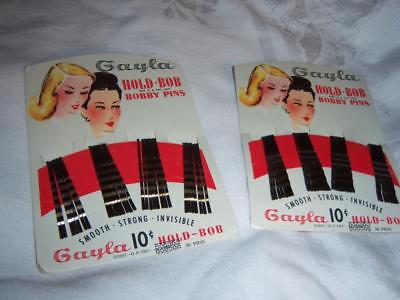 Gayla
HOLD-BOB
BOBBY PINS
SMOOTH - STRONG - INVISIBLE
Gayla 10¢ HOLD-BOB
Gayla
HOLD-BOB
BOBBY PINS
SMOOTH - STRONG - INVISIBLE
Gayla 10¢ HOLD-BOB